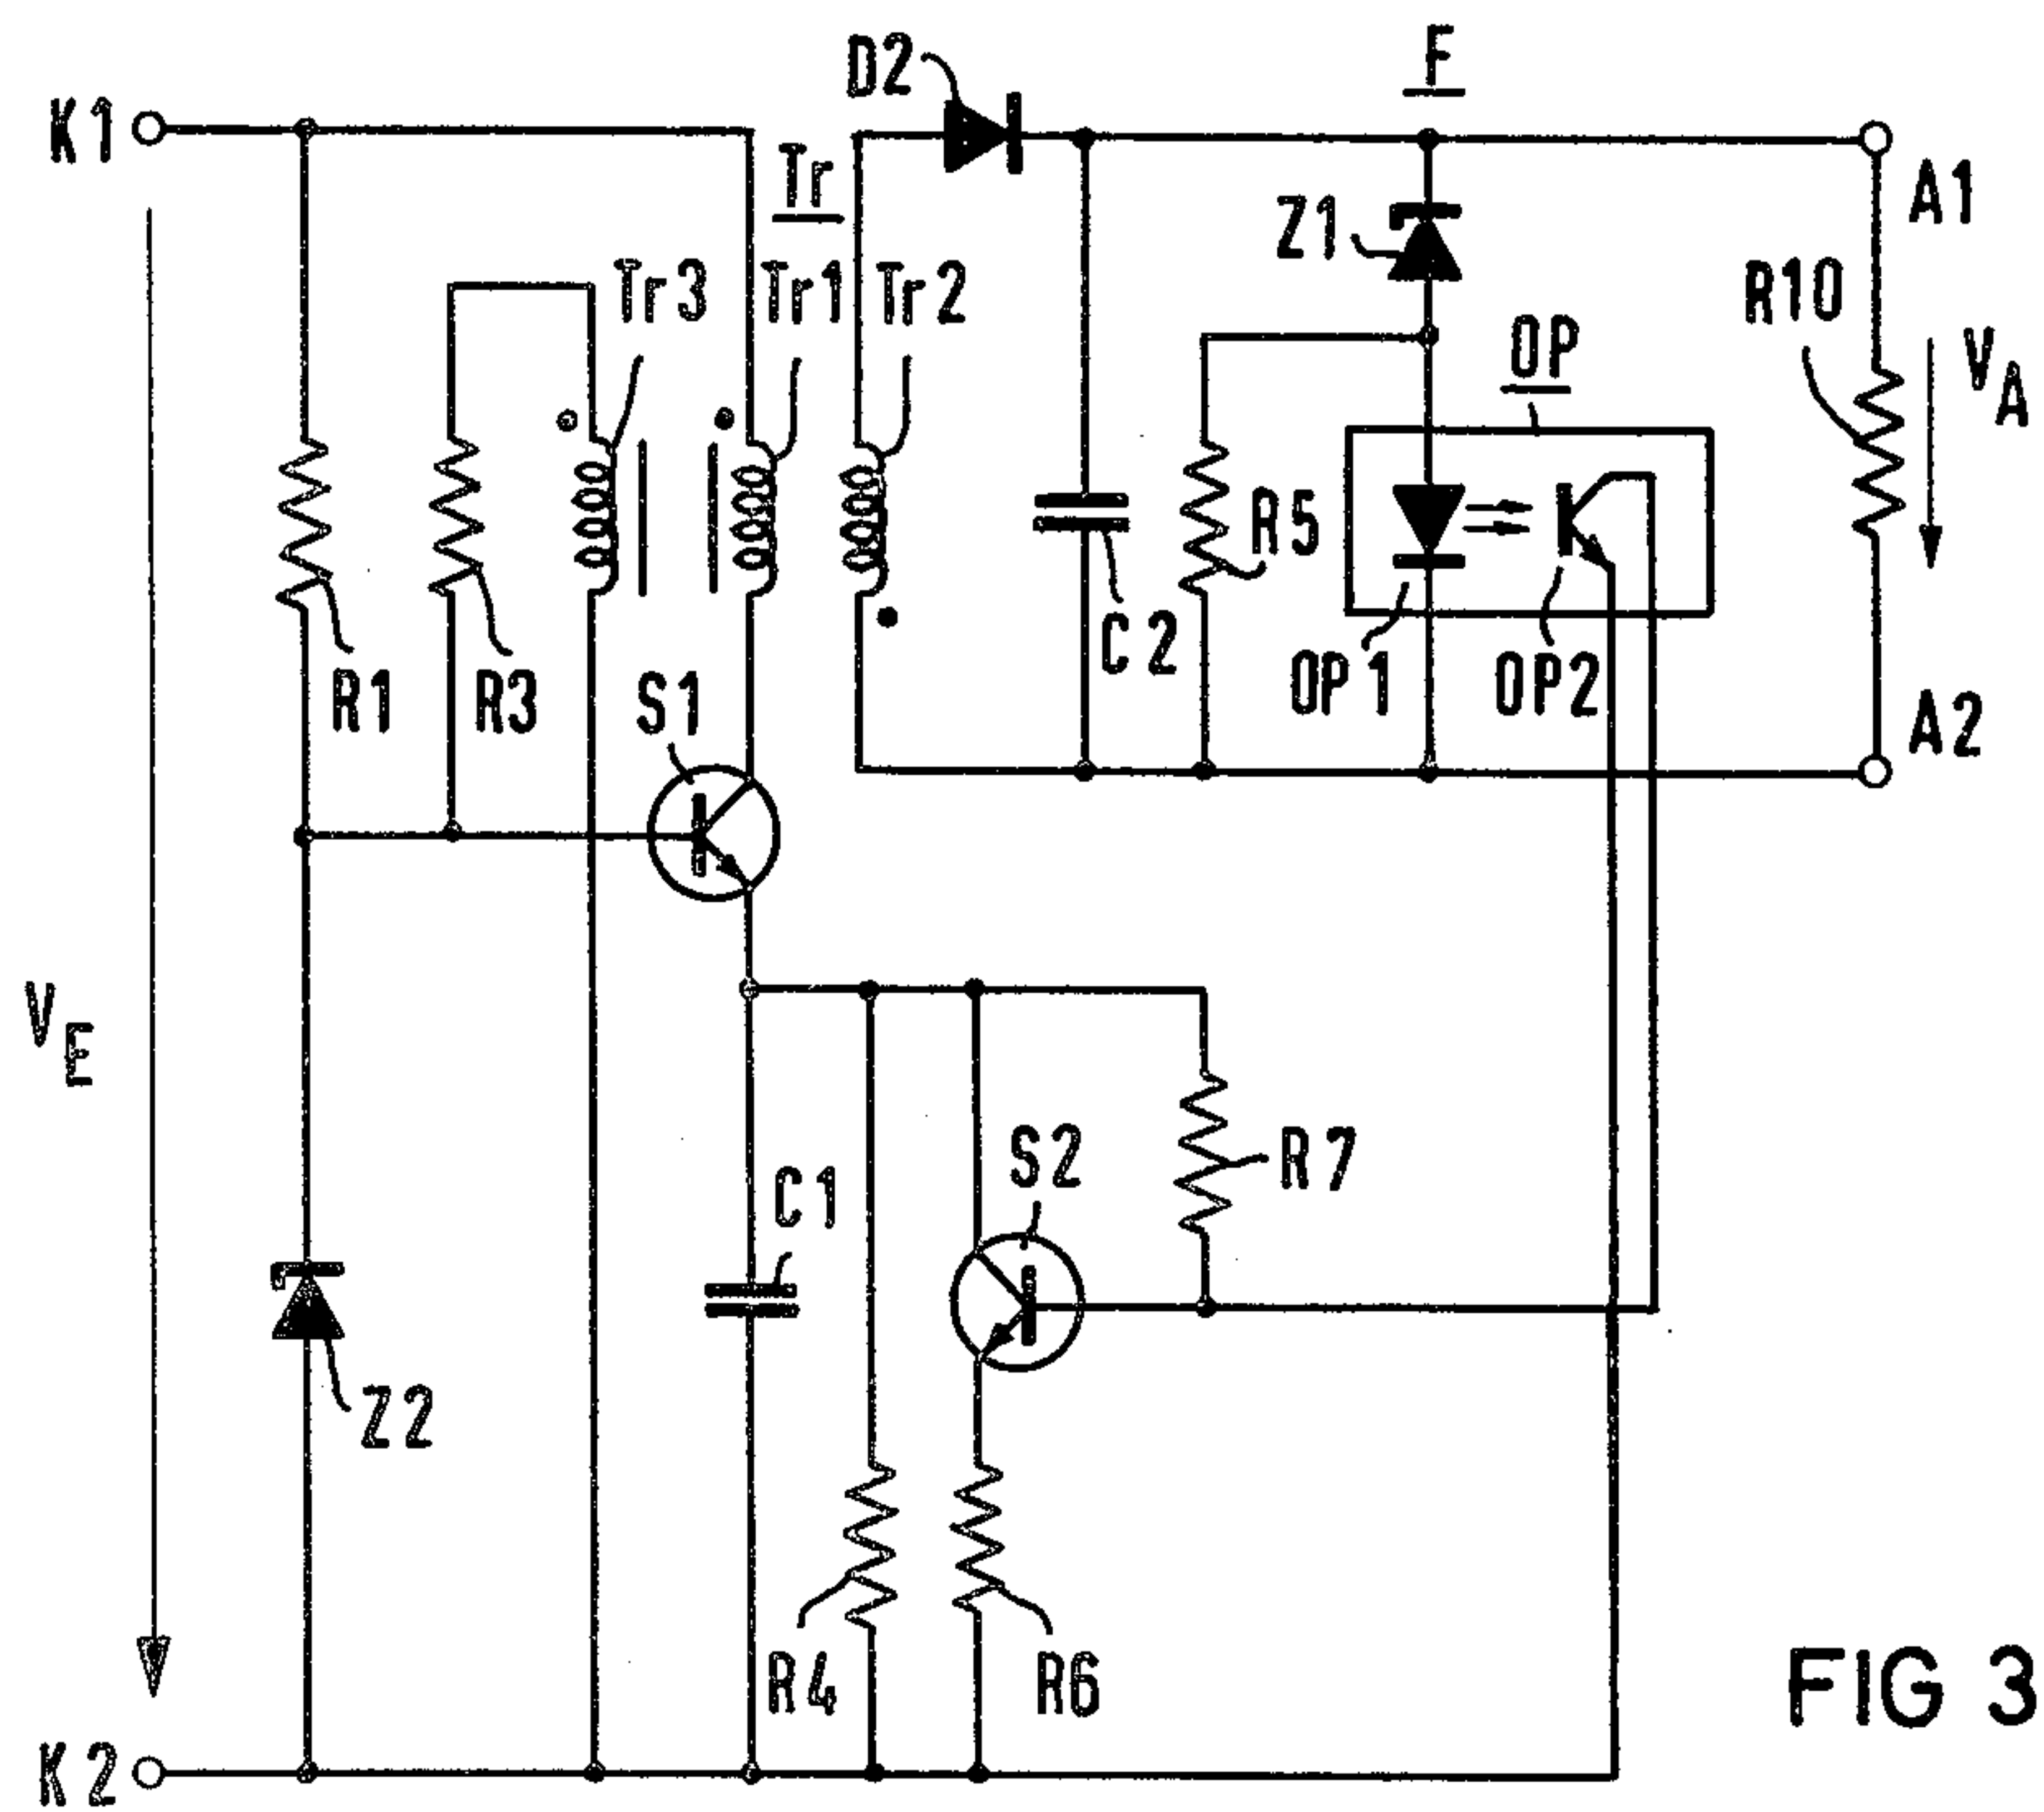 D2
F
K1
Tr
A1
Z1
Tr3
Tr1
Tr2
R10
OP
VA
R5
C2
R1
R3
S1
OP1
OP2
A2
VE
S2
R7
C1
Z2
R4
R6
FIG 3
K2